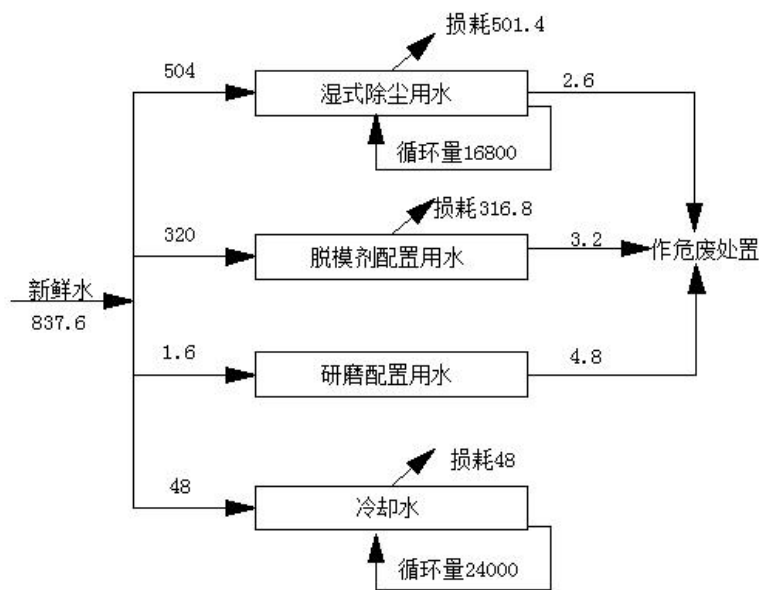 损耗501.4
504
湿式除尘用水
2.6
循环量16800
损耗316.8
320
脱模剂配置用水
3.2
作危废处置
新鲜水
837.6
1.6
研磨配置用水
4.8
损耗48
48
冷却水
循环量24000